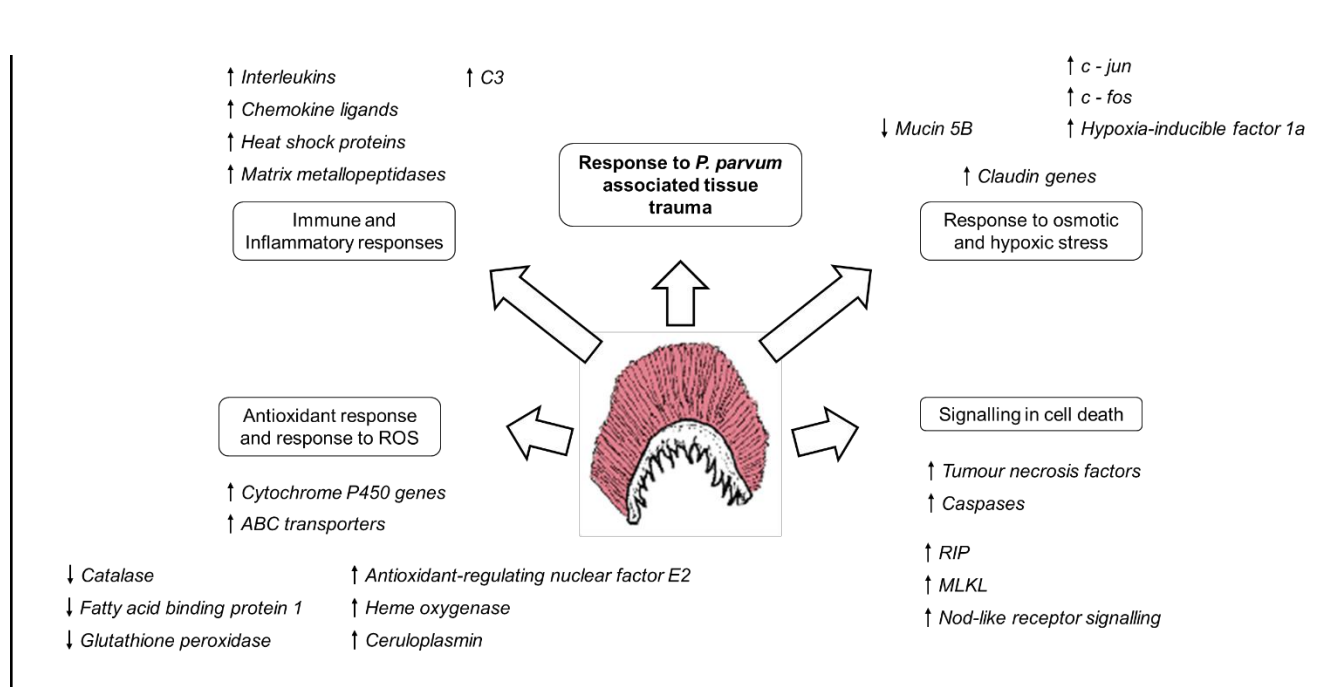 ↑ Interleukins
↑ Chemokine ligands
↑ Heat shock proteins
↑ Matrix metallopeptidases
↑ C3
Immune and
Inflammatory responses
Response to P. parvum
associated tissue
trauma
↑ c - jun
↑ c - fos
↓ Mucin 5B
↑ Hypoxia-inducible factor 1a
↑ Claudin genes
Response to osmotic
and hypoxic stress
Antioxidant response
and response to ROS
↑ Cytochrome P450 genes
↑ ABC transporters
↓ Catalase
↓ Fatty acid binding protein 1
↓ Glutathione peroxidase
↑ Antioxidant-regulating nuclear factor E2
↑ Heme oxygenase
↑ Ceruloplasmin
Signalling in cell death
↑ Tumour necrosis factors
↑ Caspases
↑ RIP
↑ MLKL
↑ Nod-like receptor signalling